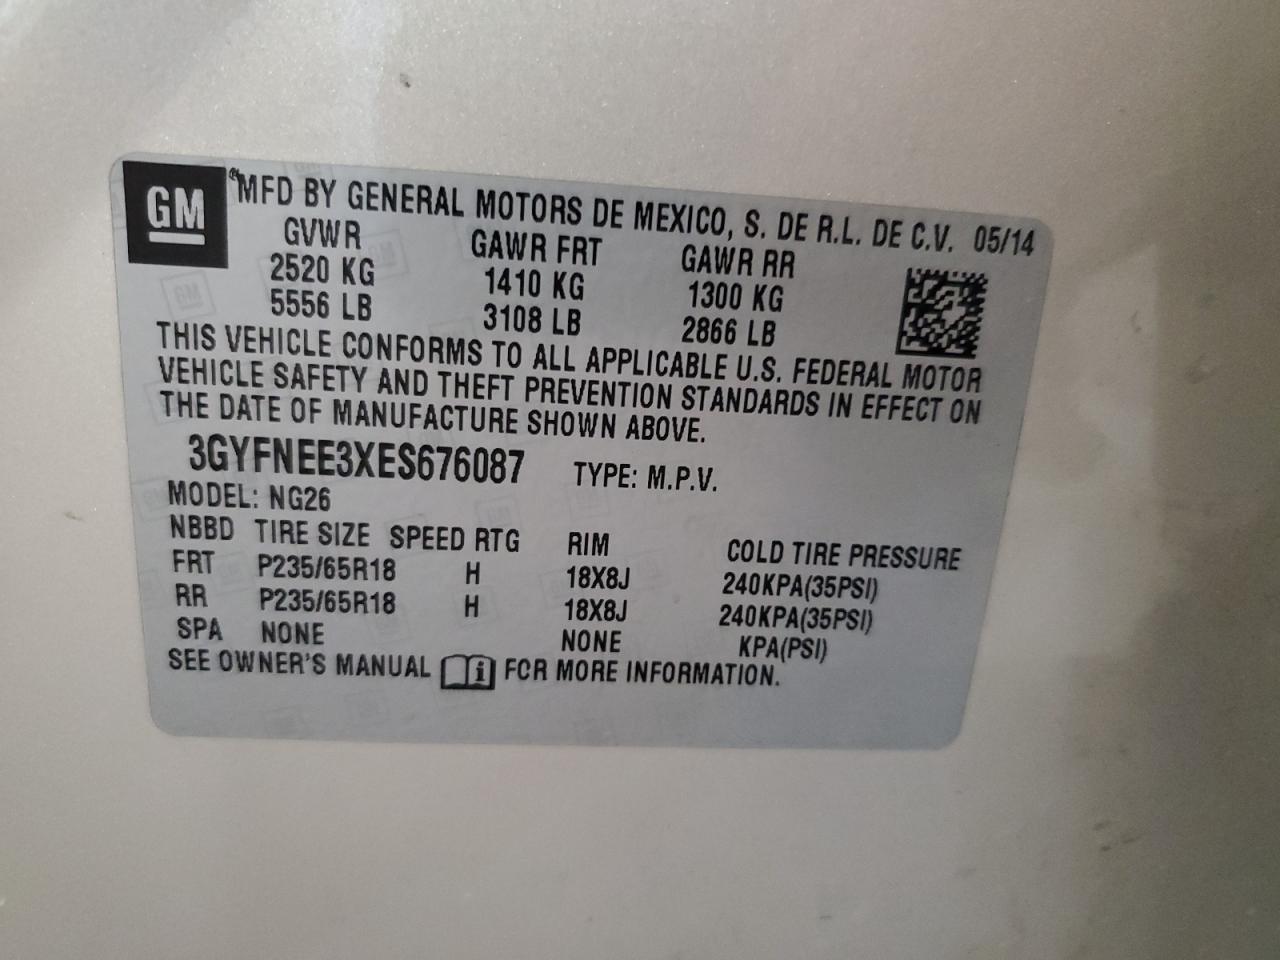 GM
®MFD BY GENERAL MOTORS DE MEXICO, S. DE R.L. DE C.V. 05/14
GVWR GAWR FRT GAWR RR
2520 KG 1410 KG 1300 KG
5556 LB 3108 LB 2866 LB
THIS VEHICLE CONFORMS TO ALL APPLICABLE U.S. FEDERAL MOTOR
VEHICLE SAFETY AND THEFT PREVENTION STANDARDS IN EFFECT ON
THE DATE OF MANUFACTURE SHOWN ABOVE.
3GYFNEE3XES676087 TYPE: M.P.V.
MODEL: NG26
NBBD TIRE SIZE SPEED RTG RIM COLD TIRE PRESSURE
FRT P235/65R18 H 18X8J 240KPA(35PSI)
RR P235/65R18 H 18X8J 240KPA(35PSI)
SPA NONE NONE KPA(PSI)
SEE OWNER'S MANUAL i FOR MORE INFORMATION.